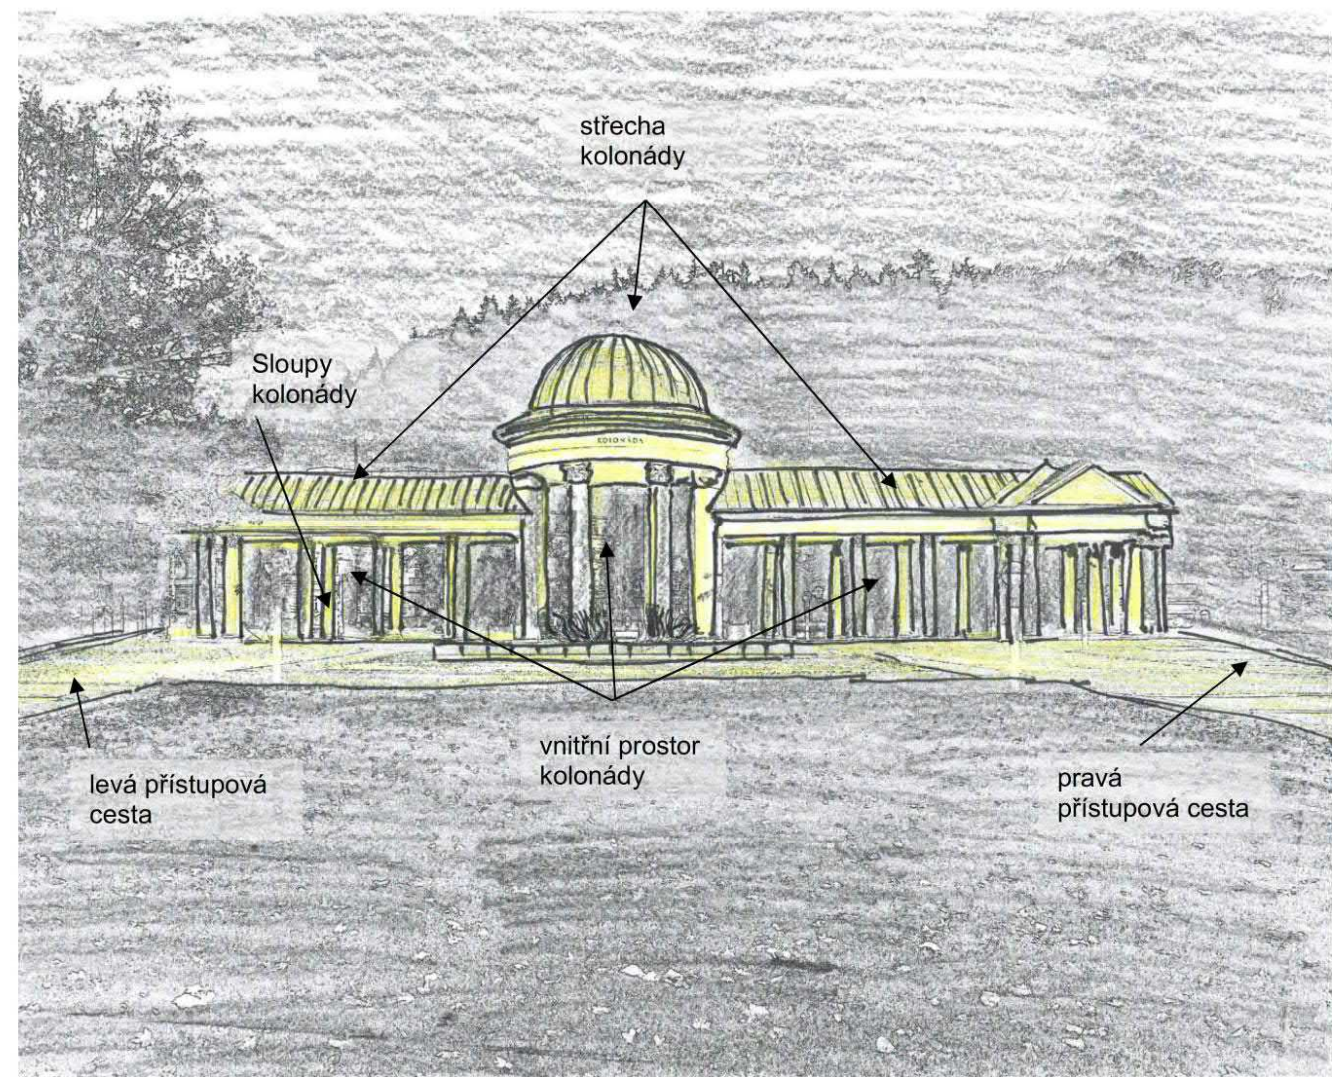 střecha
kolonády
Sloupy
kolonády
KOLONÁDA
vnitřní prostor
kolonády
levá přístupová
cesta
pravá
přístupová cesta